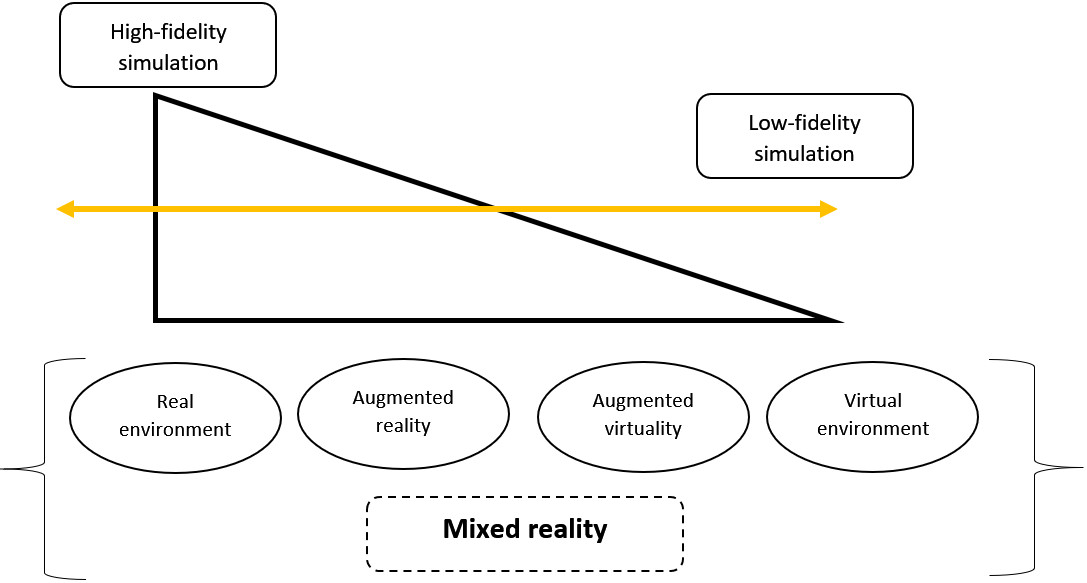 High-fidelity
simulation
Low-fidelity
simulation
Real
environment
Augmented
reality
Augmented
virtuality
Virtual
environment
Mixed reality